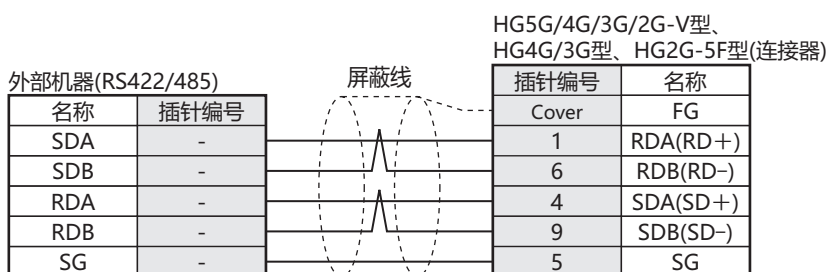 HG5G/4G/3G/2G-V型、
HG4G/3G型、HG2G-5F型(连接器)
外部机器(RS422/485)
屏蔽线
插针编号 名称
名称 插针编号 Cover FG
SDA - 1 RDA(RD+)
SDB - 6 RDB(RD-)
RDA - 4 SDA(SD+)
RDB - 9 SDB(SD-)
SG - 5 SG